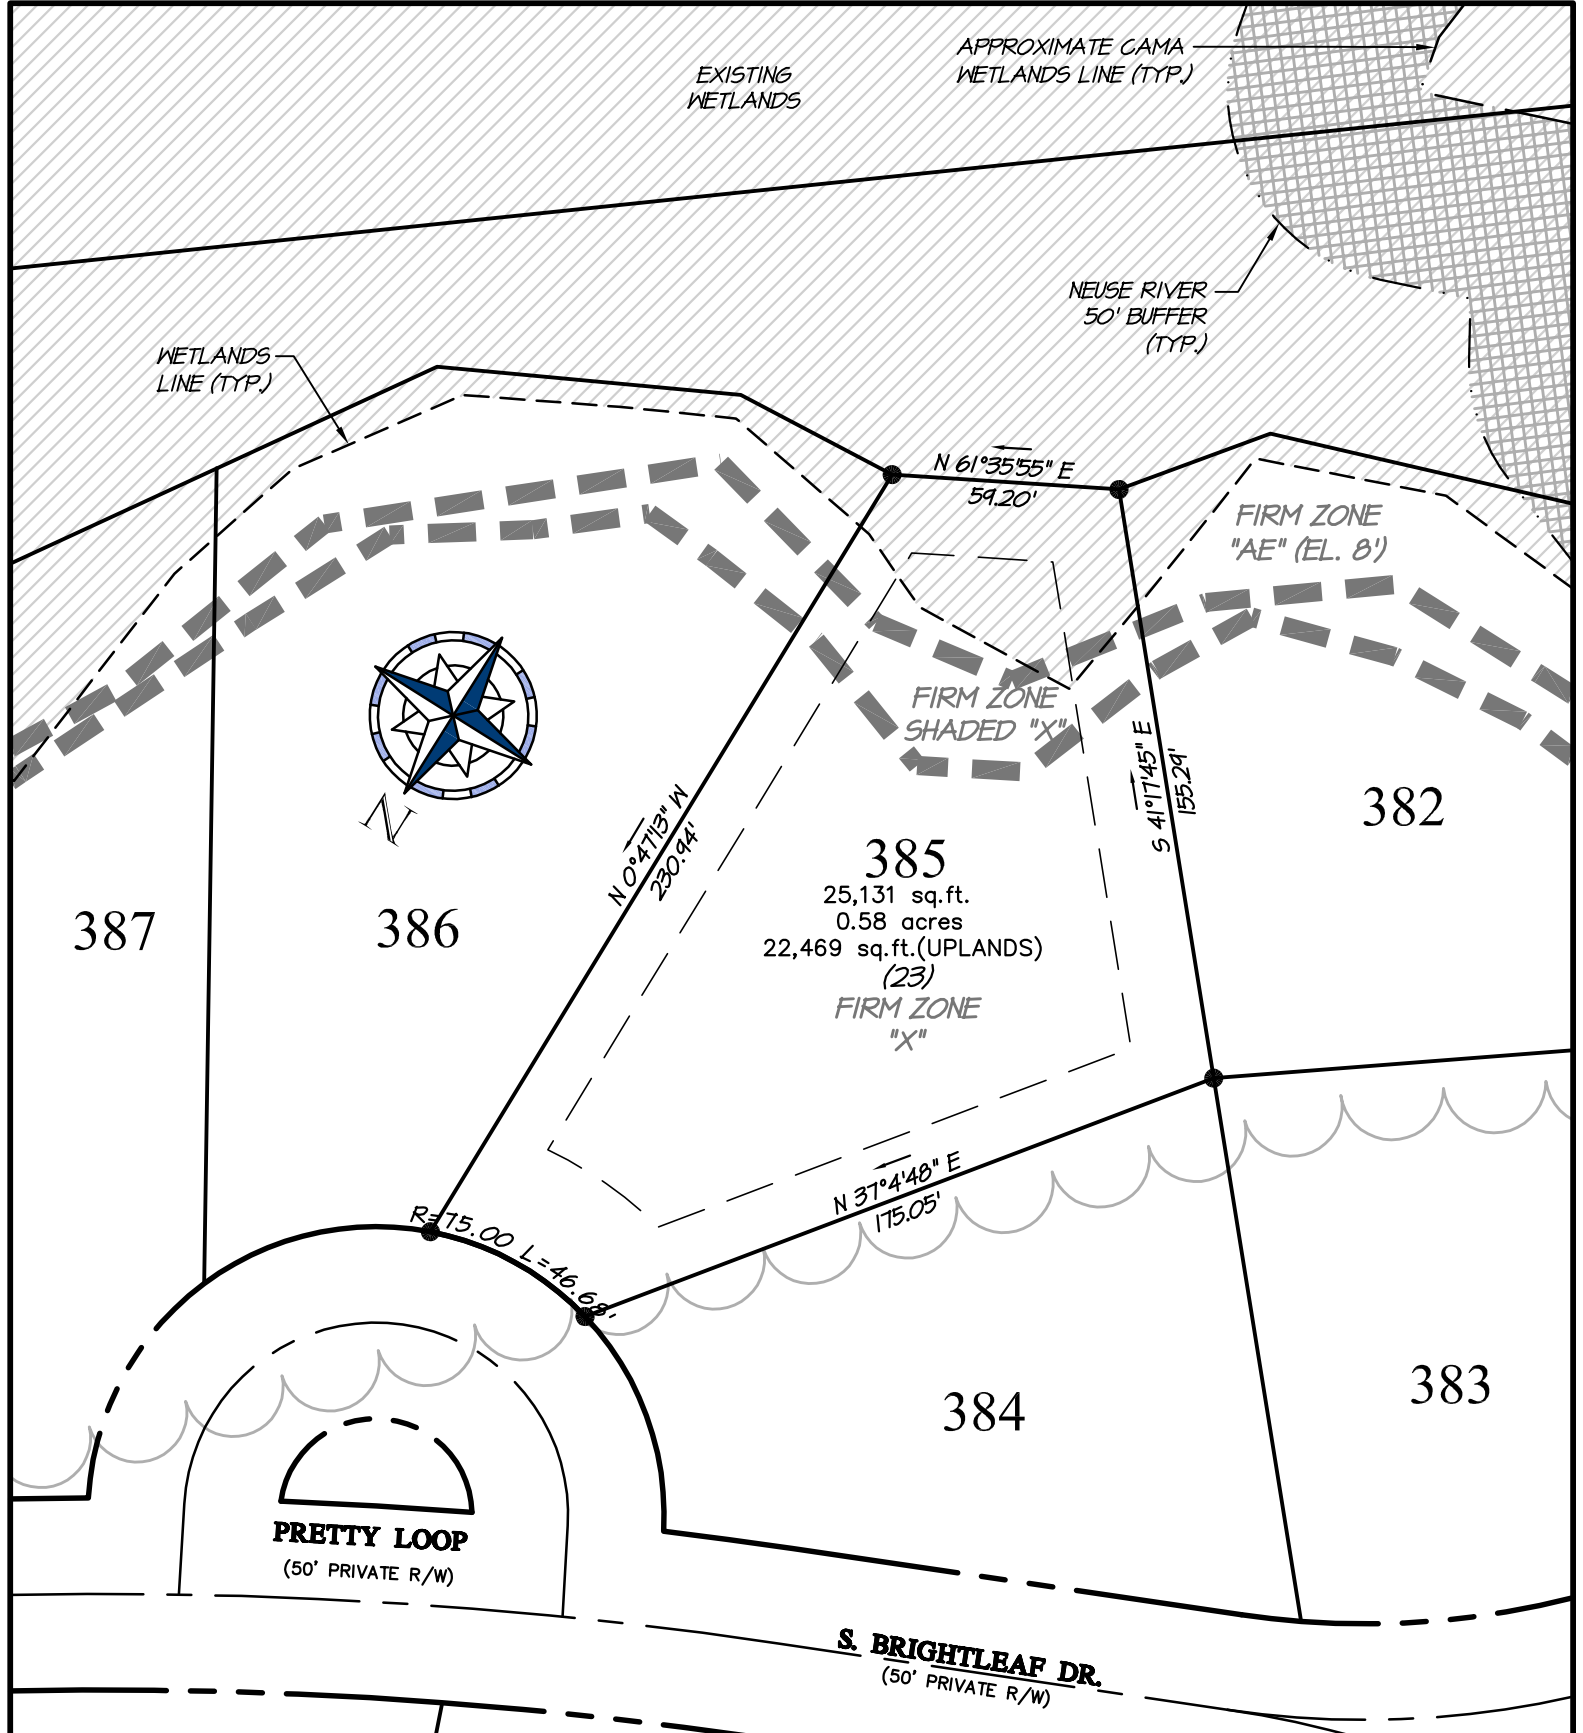 APPROXIMATE CAMA
WETLANDS LINE (TYP.)
EXISTING
WETLANDS
NEUSE RIVER
50' BUFFER
(TYP.)
WETLANDS
LINE (TYP.)
N 61°35'55" E
59.20'
FIRM ZONE
"AE" (EL. 8')
FIRM ZONE
SHADED "X"
S 41°17'45" E
155.29'
N 0°47'13" W
230.94'
N
382
385
25,131 sq.ft.
0.58 acres
22,469 sq.ft.(UPLANDS)
(23)
FIRM ZONE
"X"
387
386
N 37°4'48" E
175.05'
R=75.00 L=46.68'
384
383
PRETTY LOOP
(50' PRIVATE R/W)
S. BRIGHTLEAF DR.
(50' PRIVATE R/W)